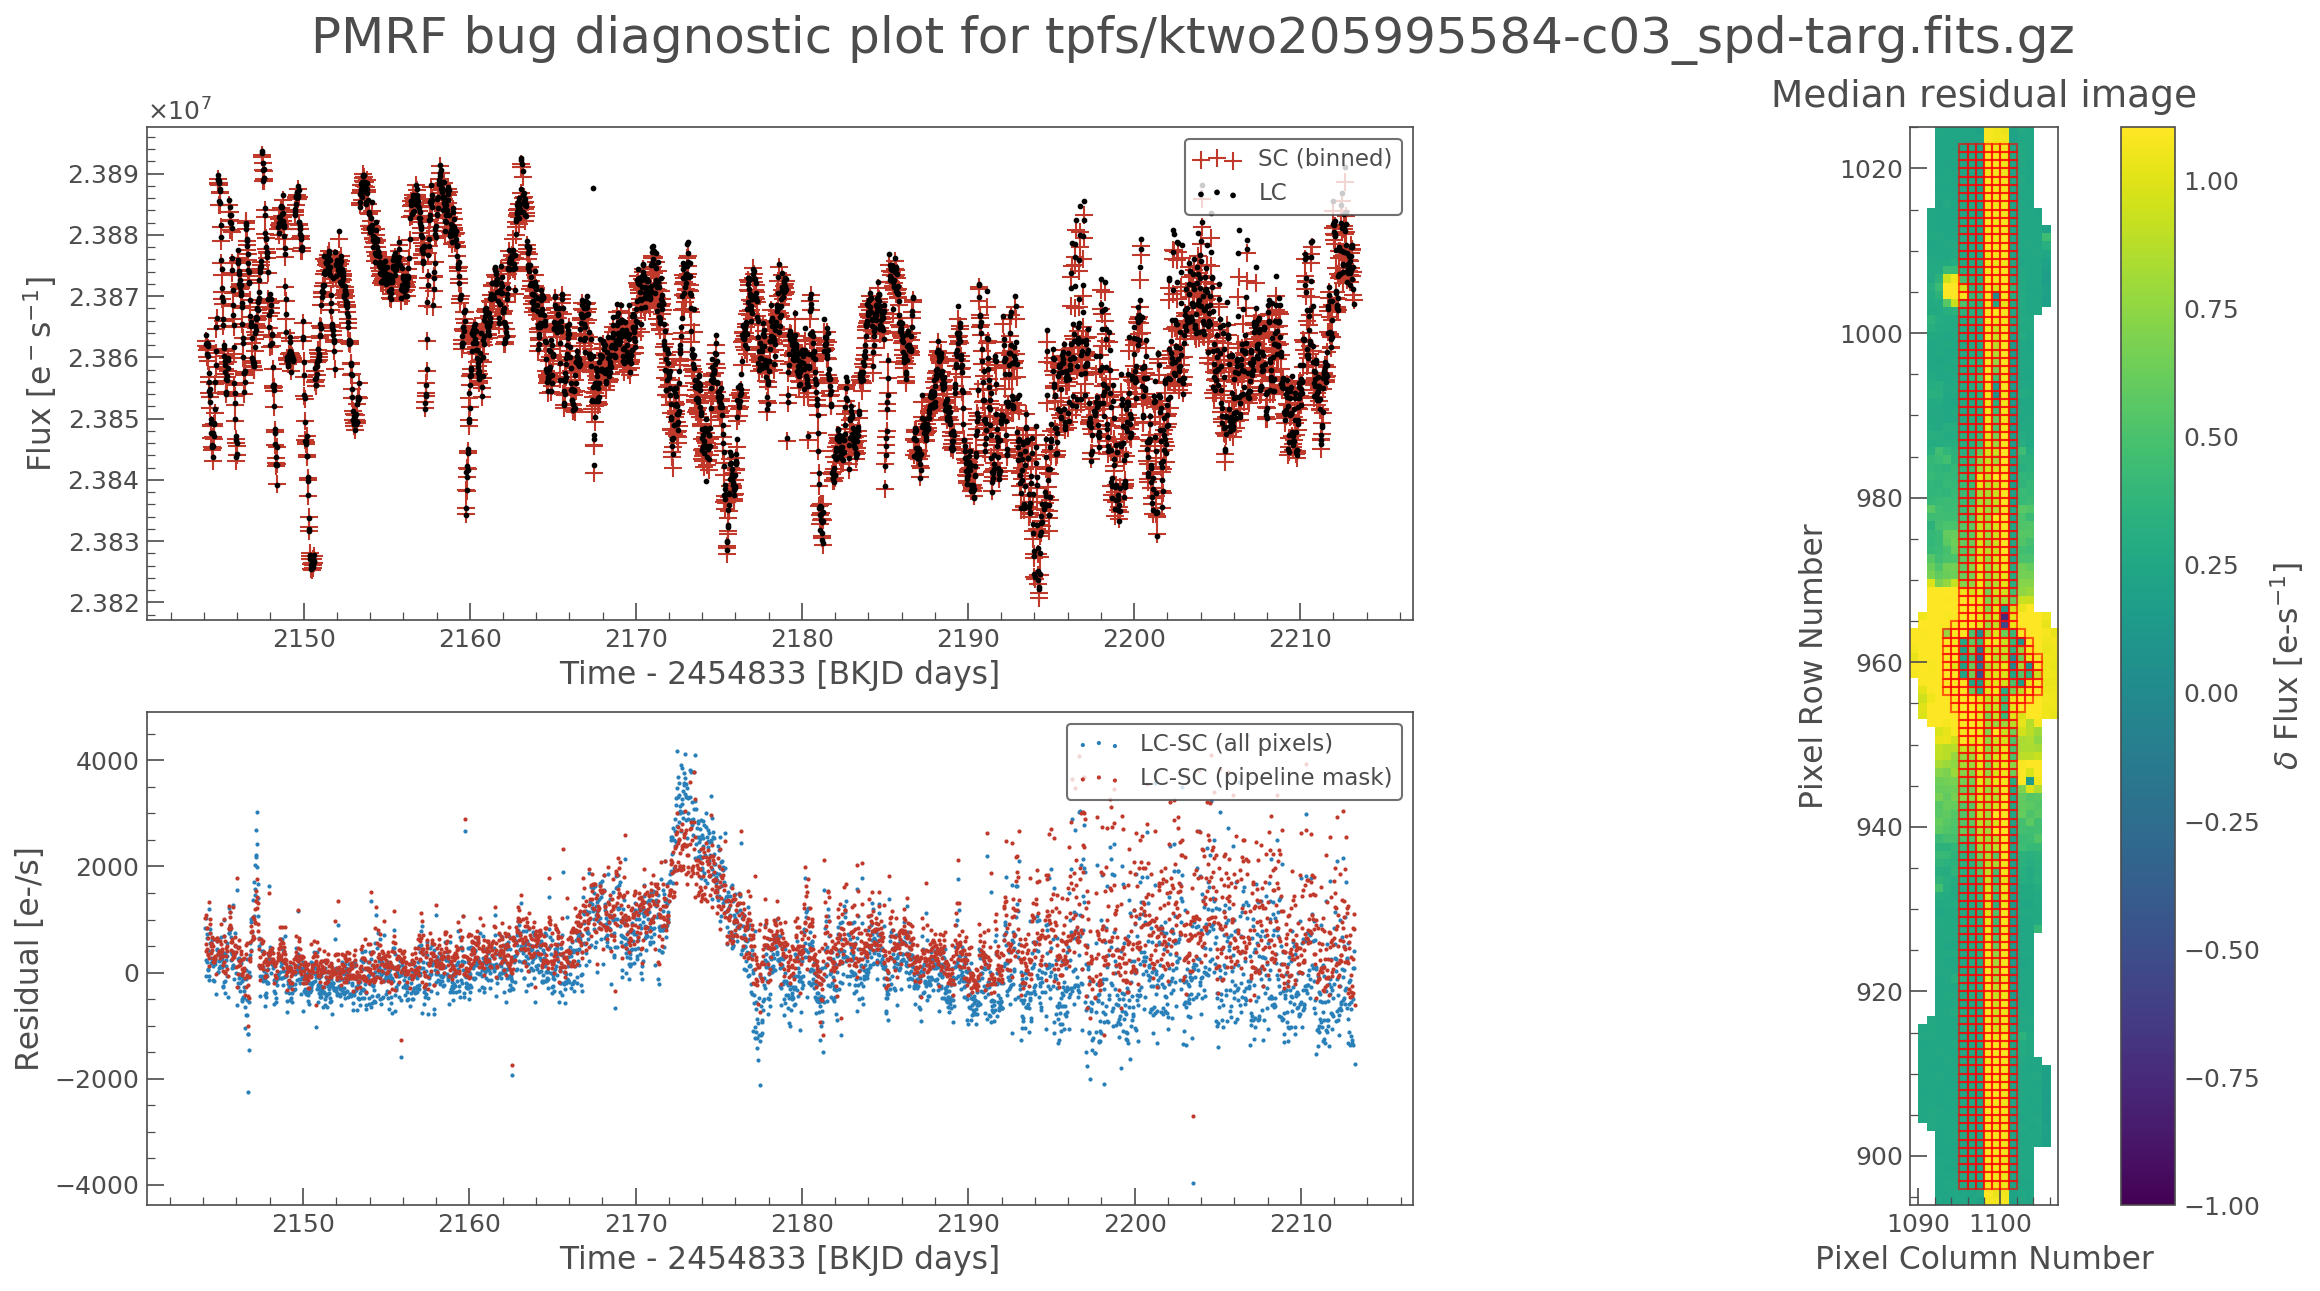 PMRF bug diagnostic plot for tpfs/ktwo205995584-c03_spd-targ.fits.gz
×10⁷
Flux [e⁻ s⁻¹]
2.389
2.388
2.387
2.386
2.385
2.384
2.383
2.382
SC (binned)
LC
2150 2160 2170 2180 2190 2200 2210
Time - 2454833 [BKJD days]
Residual [e-/s]
4000
2000
0
−2000
−4000
LC-SC (all pixels)
LC-SC (pipeline mask)
2150 2160 2170 2180 2190 2200 2210
Time - 2454833 [BKJD days]
Median residual image
Pixel Row Number
1020
1000
980
960
940
920
900
1090 1100
Pixel Column Number
1.00
0.75
0.50
0.25
0.00
−0.25
−0.50
−0.75
−1.00
δ Flux [e-s⁻¹]